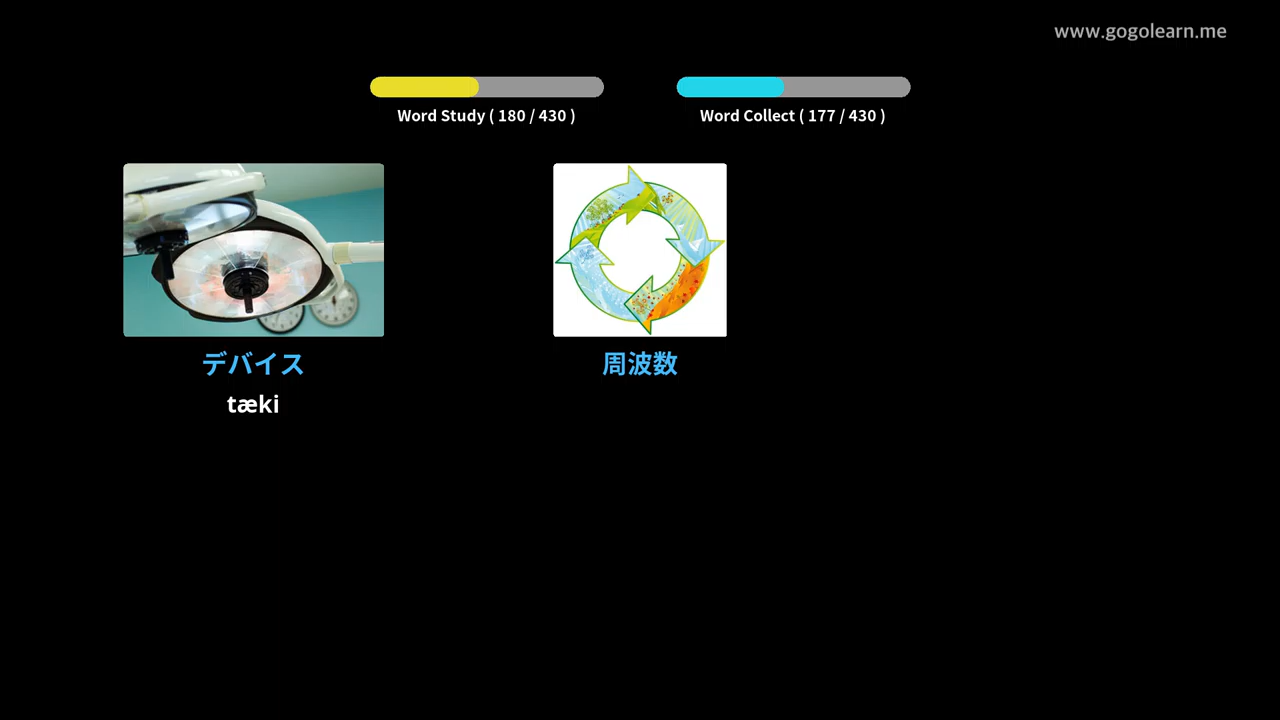 www.gogolearn.me
Word Study ( 180 / 430 )
Word Collect ( 177 / 430 )
デバイス
周波数
tæki